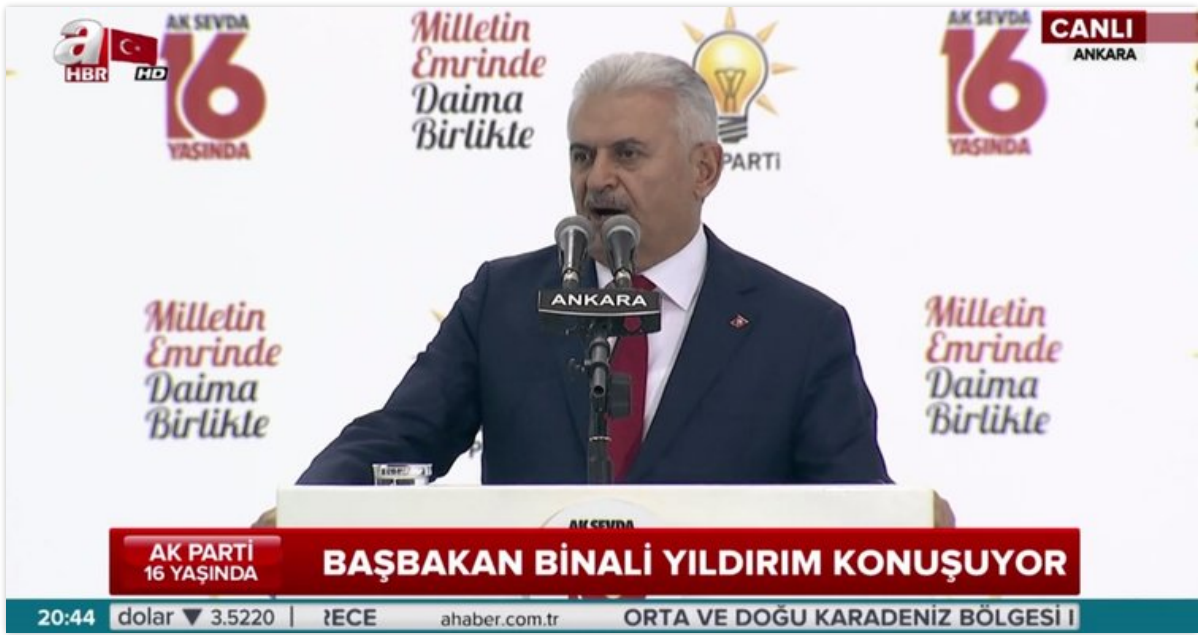 AK SEVDA
16
YAŞINDA
Milletin
Emrinde
Daima
Birlikte
PARTİ
AK SEVDA
16
YAŞINDA
CANLI
ANKARA
a
HBR
HD
ANKARA
Milletin
Emrinde
Daima
Birlikte
Milletin
Emrinde
Daima
Birlikte
AK SEVDA
AK PARTİ
16 YAŞINDA
BAŞBAKAN BİNALİ YILDIRIM KONUŞUYOR
20:44 dolar ▼ 3.5220 | RECE ahaber.com.tr ORTA VE DOĞU KARADENİZ BÖLGESİ